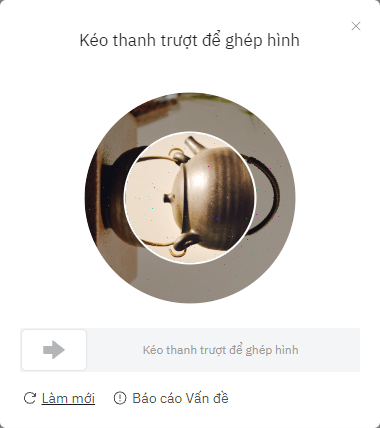 Kéo thanh trượt để ghép hình
Kéo thanh trượt để ghép hình
Làm mới
Báo cáo Vấn đề